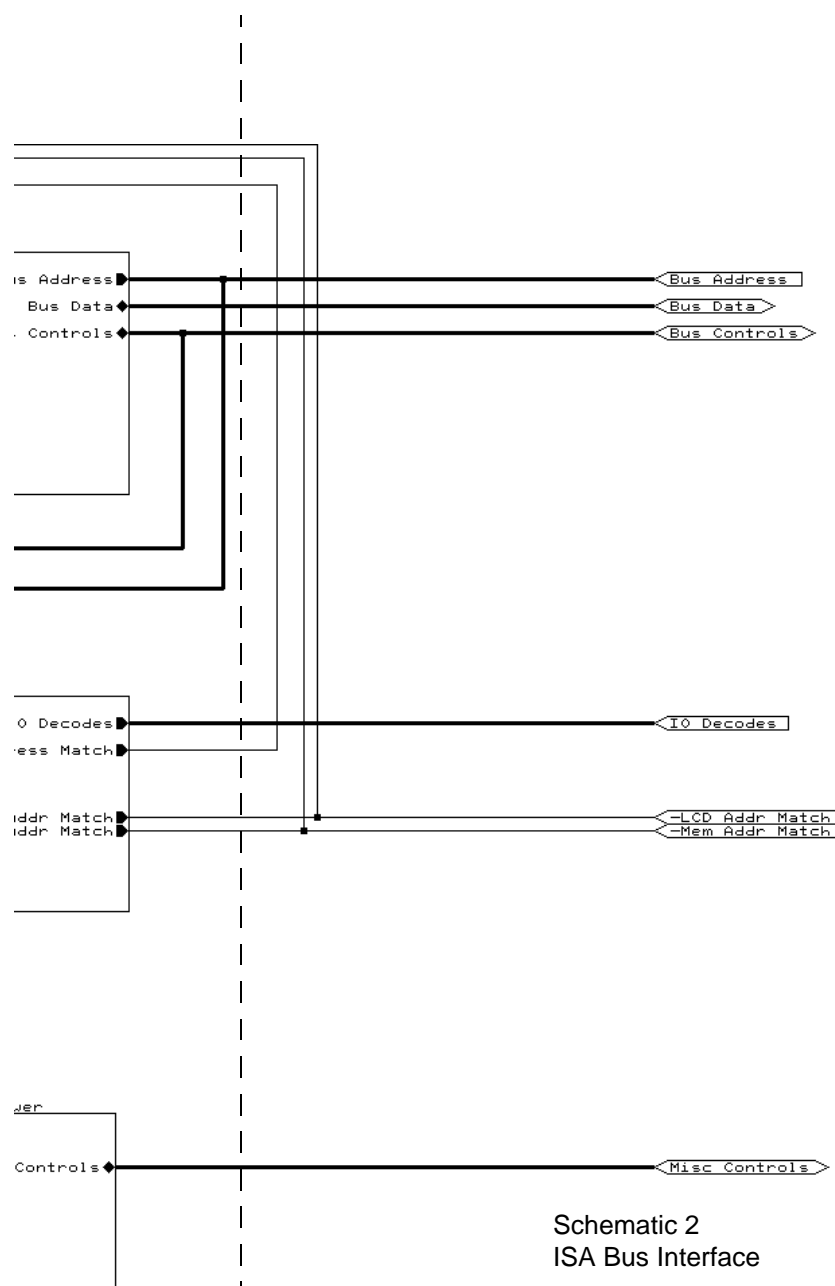 Address
Bus Address
Bus Data
Bus Data
Controls
Bus Controls
Decodes
IO Decodes
Match
Match
-LCD Addr Match
Match
-Mem Addr Match
Controls
Misc Controls
Schematic 2
ISA Bus Interface